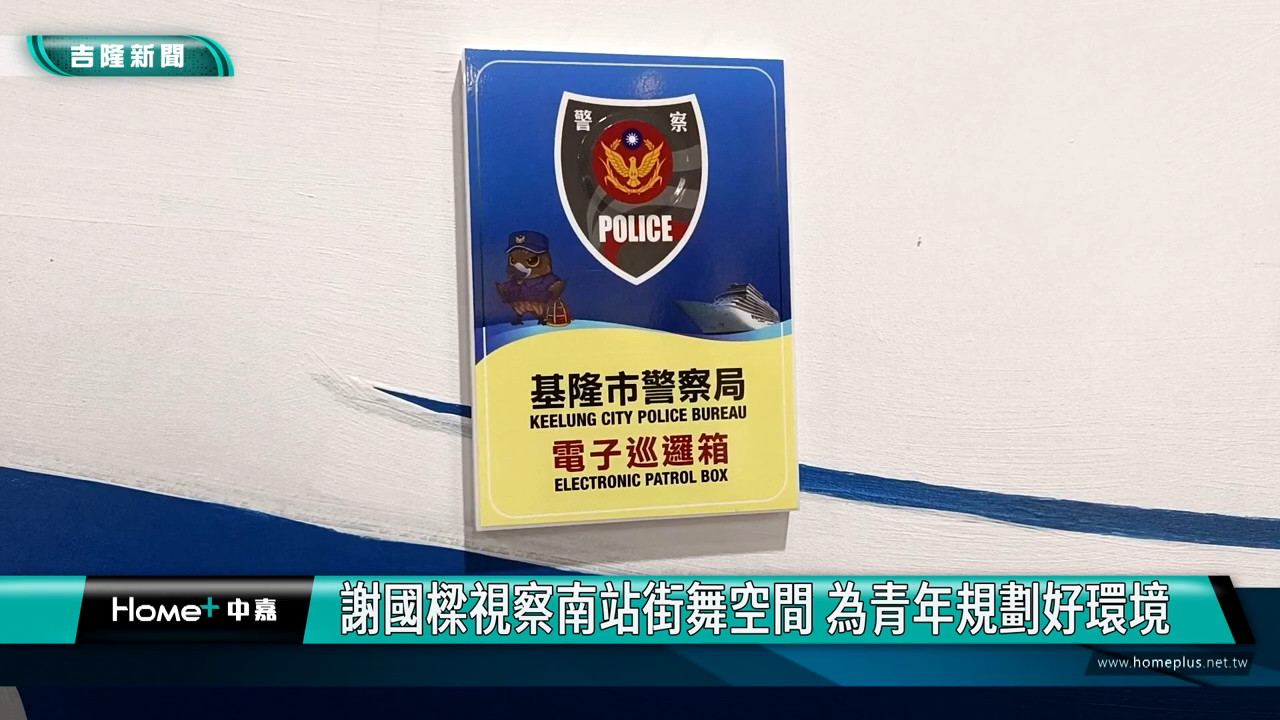 吉隆新聞
警 察
POLICE
基隆市警察局
KEELUNG CITY POLICE BUREAU
電子巡邏箱
ELECTRONIC PATROL BOX
Home+ 中嘉
謝國樑視察南站街舞空間 為青年規劃好環境
www.homeplus.net.tw